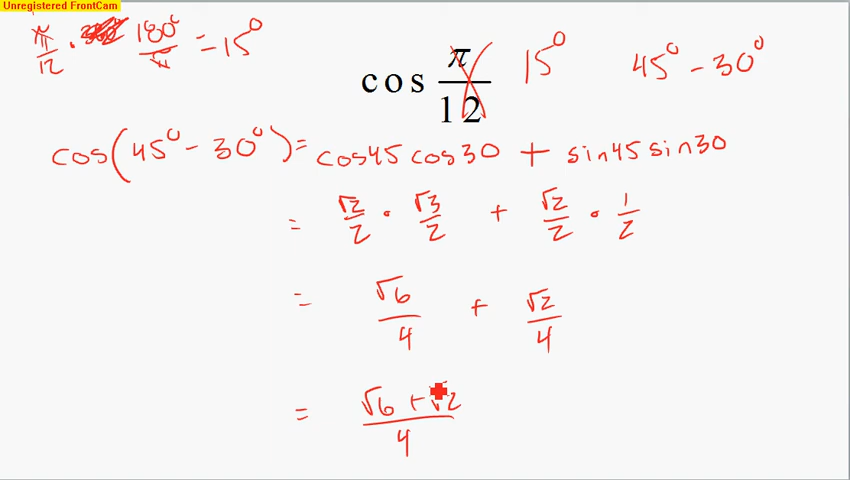 Unregistered FrontCam
π/12 · 180°/π = 15°
cos π/12 15° 45° - 30°
cos(45° - 30°) = cos45 cos30 + sin45 sin30
= √2/2 · √3/2 + √2/2 · 1/2
= √6/4 + √2/4
= √6 + √2/4